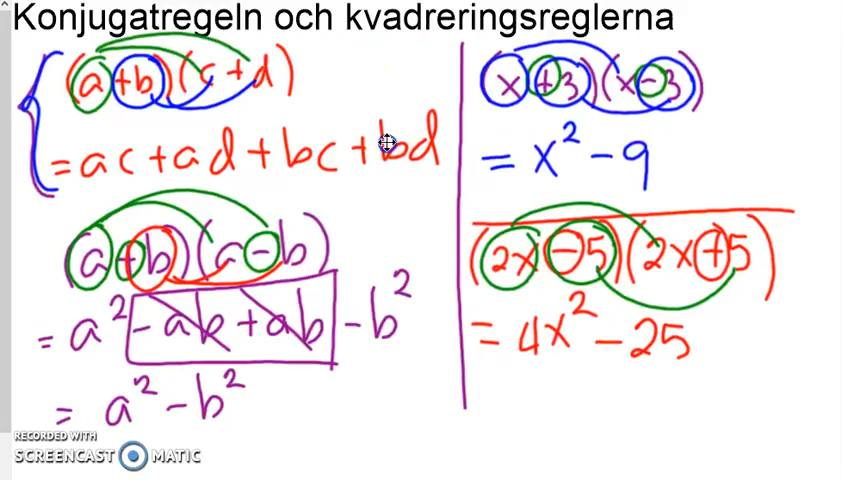 Konjugatregeln och kvadreringsreglerna
(a+b)(c+d)
=ac+ad+bc+bd
(a+b)(a-b)
=a²-ab+ab-b²
=a²-b²
(x+3)(x-3)
=x²-9
(2x-5)(2x+5)
=4x²-25
RECORDED WITH
SCREENCAST MATIC